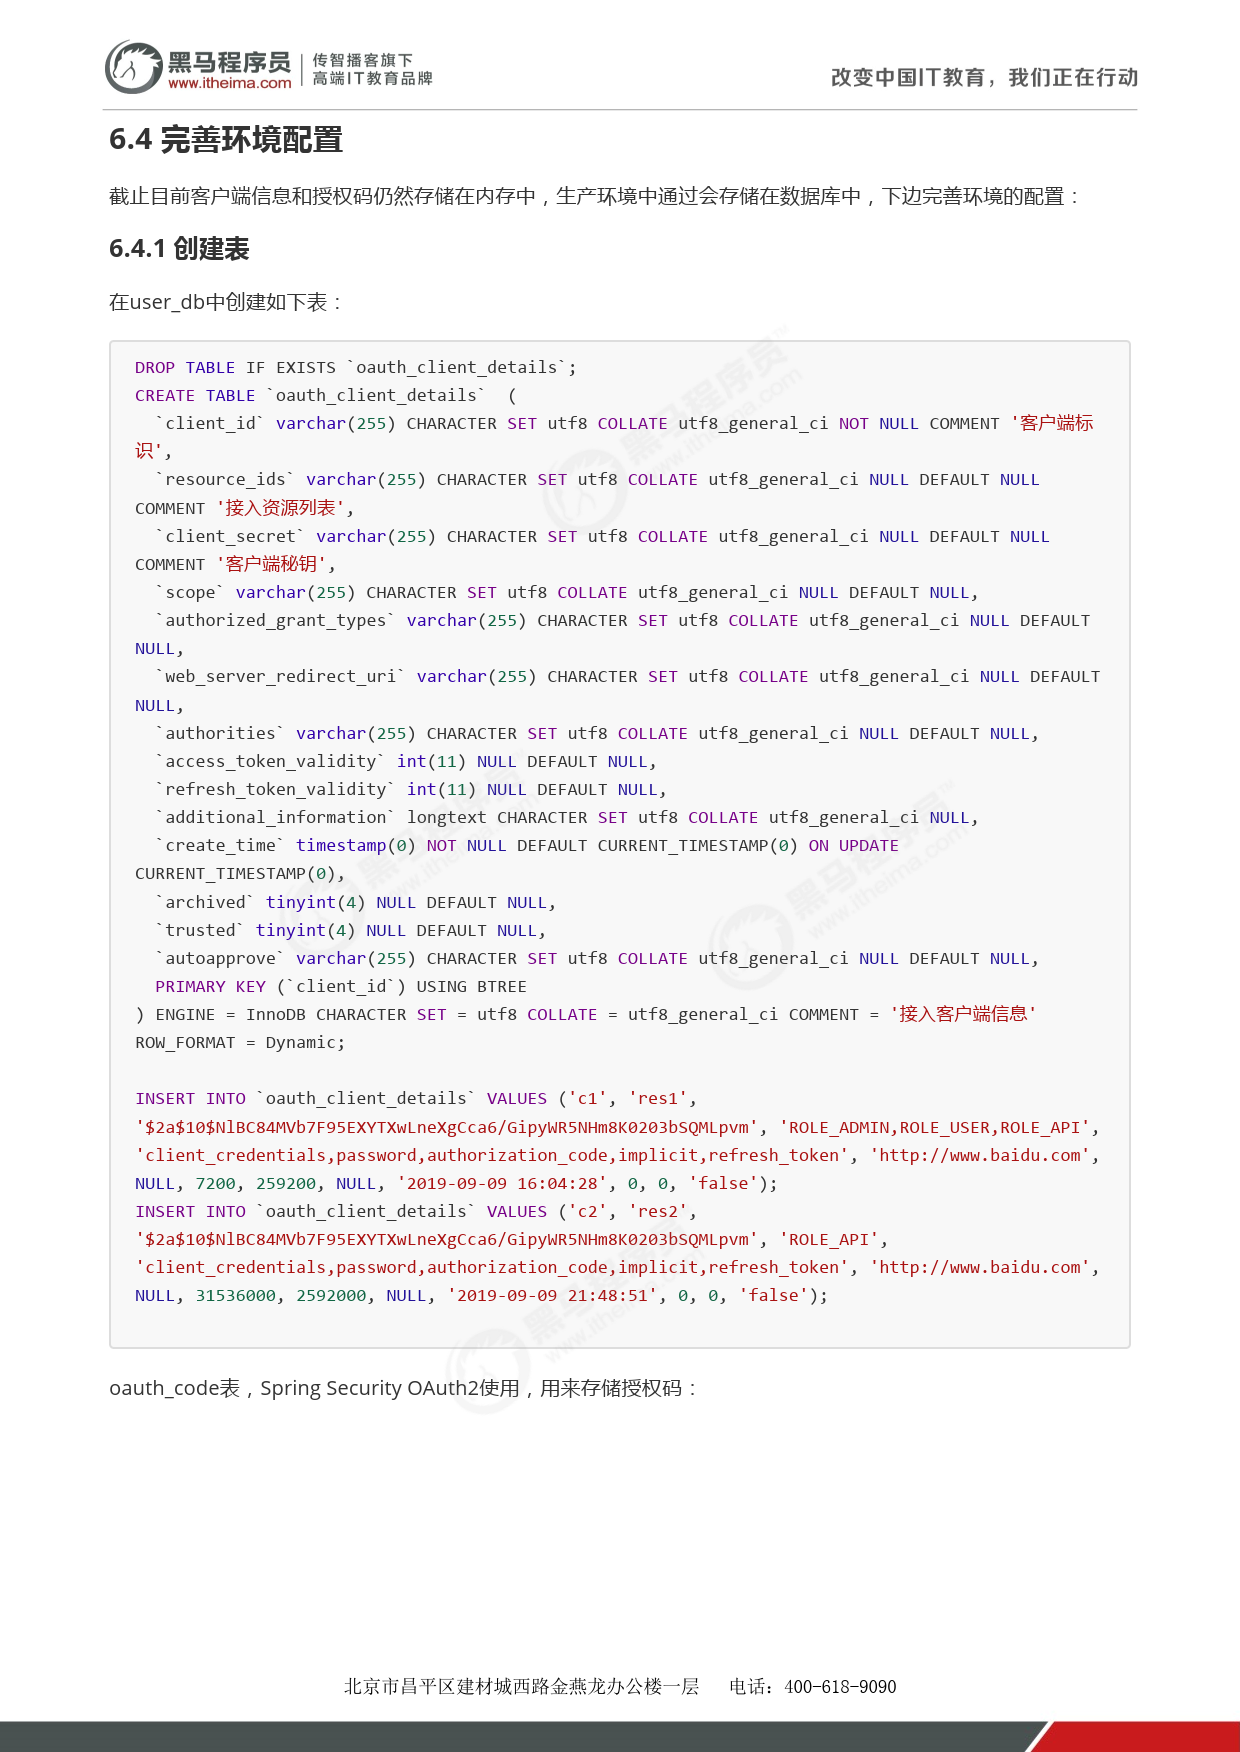 黑马程序员
www.itheima.com
传智播客旗下
高端IT教育品牌
改变中国IT教育，我们正在行动
6.4 完善环境配置
截止目前客户端信息和授权码仍然存储在内存中，生产环境中通过会存储在数据库中，下边完善环境的配置：
6.4.1 创建表
在user_db中创建如下表：
DROP TABLE IF EXISTS `oauth_client_details`;
CREATE TABLE `oauth_client_details`  (
  `client_id` varchar(255) CHARACTER SET utf8 COLLATE utf8_general_ci NOT NULL COMMENT '客户端标
识',
  `resource_ids` varchar(255) CHARACTER SET utf8 COLLATE utf8_general_ci NULL DEFAULT NULL
COMMENT '接入资源列表',
  `client_secret` varchar(255) CHARACTER SET utf8 COLLATE utf8_general_ci NULL DEFAULT NULL
COMMENT '客户端秘钥',
  `scope` varchar(255) CHARACTER SET utf8 COLLATE utf8_general_ci NULL DEFAULT NULL,
  `authorized_grant_types` varchar(255) CHARACTER SET utf8 COLLATE utf8_general_ci NULL DEFAULT
NULL,
  `web_server_redirect_uri` varchar(255) CHARACTER SET utf8 COLLATE utf8_general_ci NULL DEFAULT
NULL,
  `authorities` varchar(255) CHARACTER SET utf8 COLLATE utf8_general_ci NULL DEFAULT NULL,
  `access_token_validity` int(11) NULL DEFAULT NULL,
  `refresh_token_validity` int(11) NULL DEFAULT NULL,
  `additional_information` longtext CHARACTER SET utf8 COLLATE utf8_general_ci NULL,
  `create_time` timestamp(0) NOT NULL DEFAULT CURRENT_TIMESTAMP(0) ON UPDATE
CURRENT_TIMESTAMP(0),
  `archived` tinyint(4) NULL DEFAULT NULL,
  `trusted` tinyint(4) NULL DEFAULT NULL,
  `autoapprove` varchar(255) CHARACTER SET utf8 COLLATE utf8_general_ci NULL DEFAULT NULL,
  PRIMARY KEY (`client_id`) USING BTREE
) ENGINE = InnoDB CHARACTER SET = utf8 COLLATE = utf8_general_ci COMMENT = '接入客户端信息'
ROW_FORMAT = Dynamic;
INSERT INTO `oauth_client_details` VALUES ('c1', 'res1',
'$2a$10$NlBC84MVb7F95EXYTXwLneXgCca6/GipyWR5NHm8K0203bSQMLpvm', 'ROLE_ADMIN,ROLE_USER,ROLE_API',
'client_credentials,password,authorization_code,implicit,refresh_token', 'http://www.baidu.com',
NULL, 7200, 259200, NULL, '2019-09-09 16:04:28', 0, 0, 'false');
INSERT INTO `oauth_client_details` VALUES ('c2', 'res2',
'$2a$10$NlBC84MVb7F95EXYTXwLneXgCca6/GipyWR5NHm8K0203bSQMLpvm', 'ROLE_API',
'client_credentials,password,authorization_code,implicit,refresh_token', 'http://www.baidu.com',
NULL, 31536000, 2592000, NULL, '2019-09-09 21:48:51', 0, 0, 'false');
oauth_code表，Spring Security OAuth2使用，用来存储授权码：
北京市昌平区建材城西路金燕龙办公楼一层 电话：400-618-9090